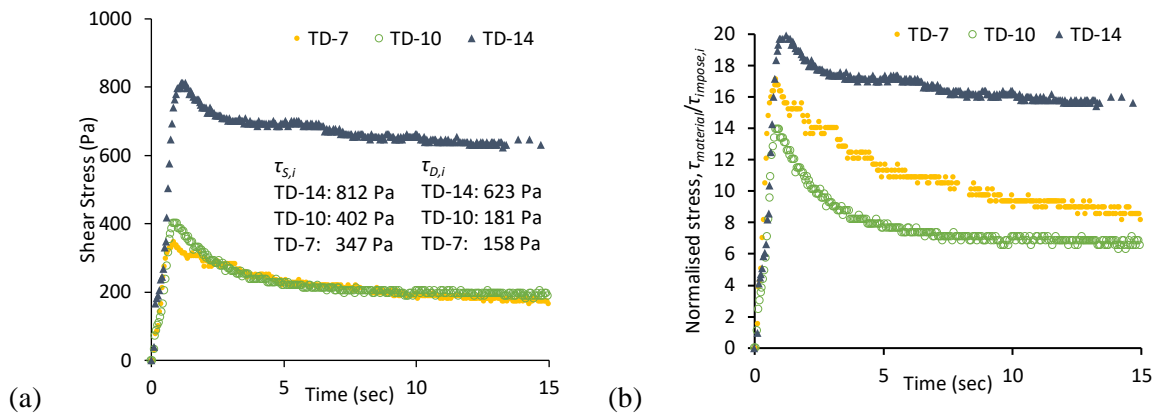 1000
800
600
400
200
0
Shear Stress (Pa)
TD-7 TD-10 TD-14
τS,i τD,i
TD-14: 812 Pa TD-14: 623 Pa
TD-10: 402 Pa TD-10: 181 Pa
TD-7: 347 Pa TD-7: 158 Pa
0 5 10 15
Time (sec)
(a)
20
18
16
14
12
10
8
6
4
2
0
Normalised stress, τmaterial/τimpose,i
TD-7 TD-10 TD-14
0 5 10 15
Time (sec)
(b)